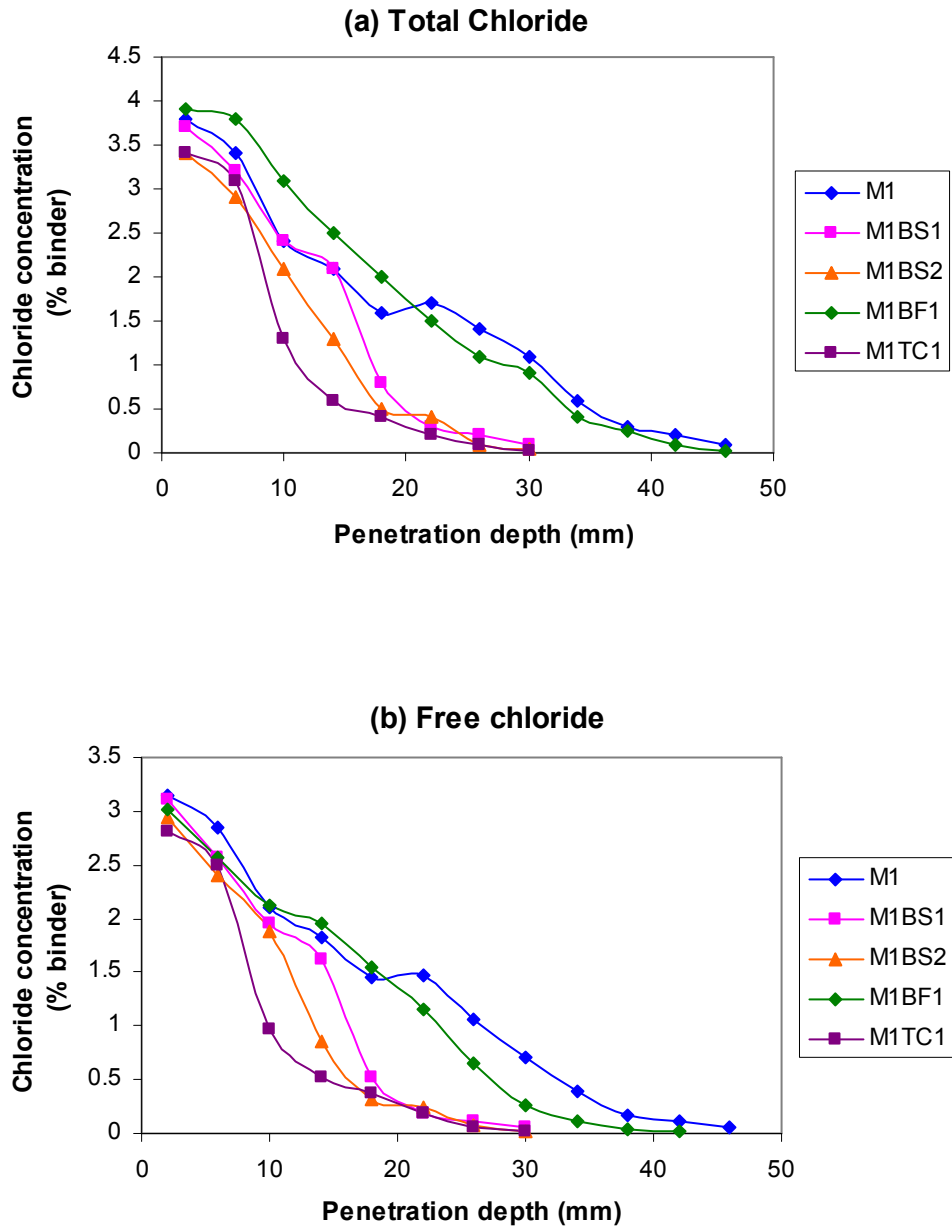 (a) Total Chloride
4.5
4
3.5
3
2.5
2
1.5
1
0.5
0
0 10 20 30 40 50
Chloride concentration
(% binder)
Penetration depth (mm)
M1
M1BS1
M1BS2
M1BF1
M1TC1
(b) Free chloride
3.5
3
2.5
2
1.5
1
0.5
0
0 10 20 30 40 50
Chloride concentration
(% binder)
Penetration depth (mm)
M1
M1BS1
M1BS2
M1BF1
M1TC1